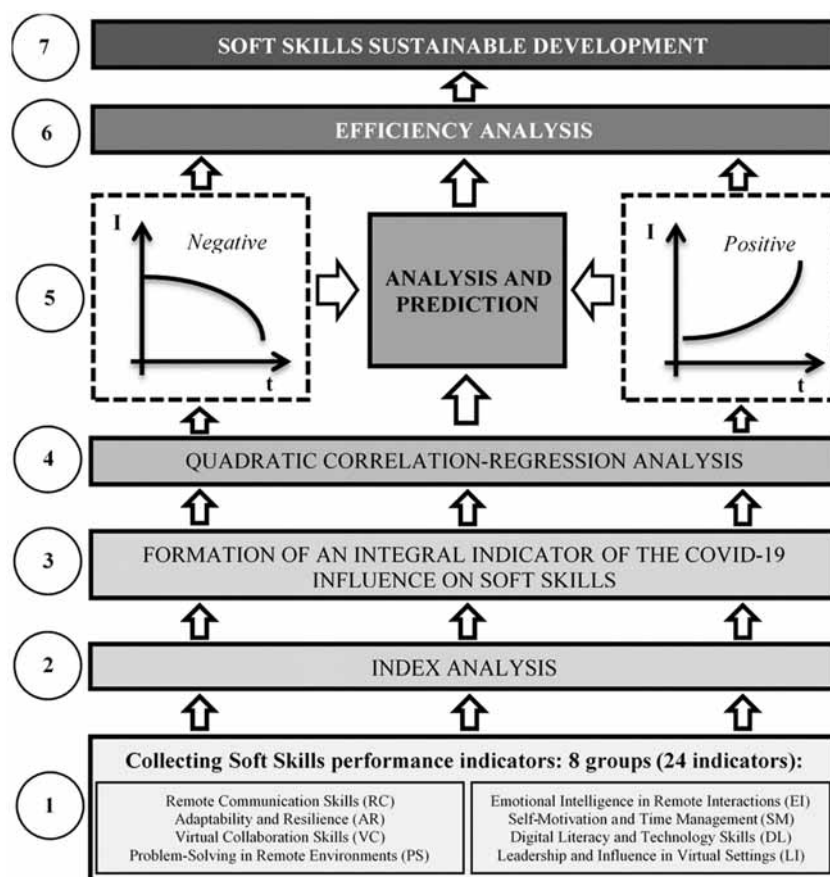 7
SOFT SKILLS SUSTAINABLE DEVELOPMENT
6
EFFICIENCY ANALYSIS
5
I
Negative
t
ANALYSIS AND
PREDICTION
I
Positive
t
4
QUADRATIC CORRELATION-REGRESSION ANALYSIS
3
FORMATION OF AN INTEGRAL INDICATOR OF THE COVID-19
INFLUENCE ON SOFT SKILLS
2
INDEX ANALYSIS
1
Collecting Soft Skills performance indicators: 8 groups (24 indicators):
Remote Communication Skills (RC)
Adaptability and Resilience (AR)
Virtual Collaboration Skills (VC)
Problem-Solving in Remote Environments (PS)
Emotional Intelligence in Remote Interactions (EI)
Self-Motivation and Time Management (SM)
Digital Literacy and Technology Skills (DL)
Leadership and Influence in Virtual Settings (LI)